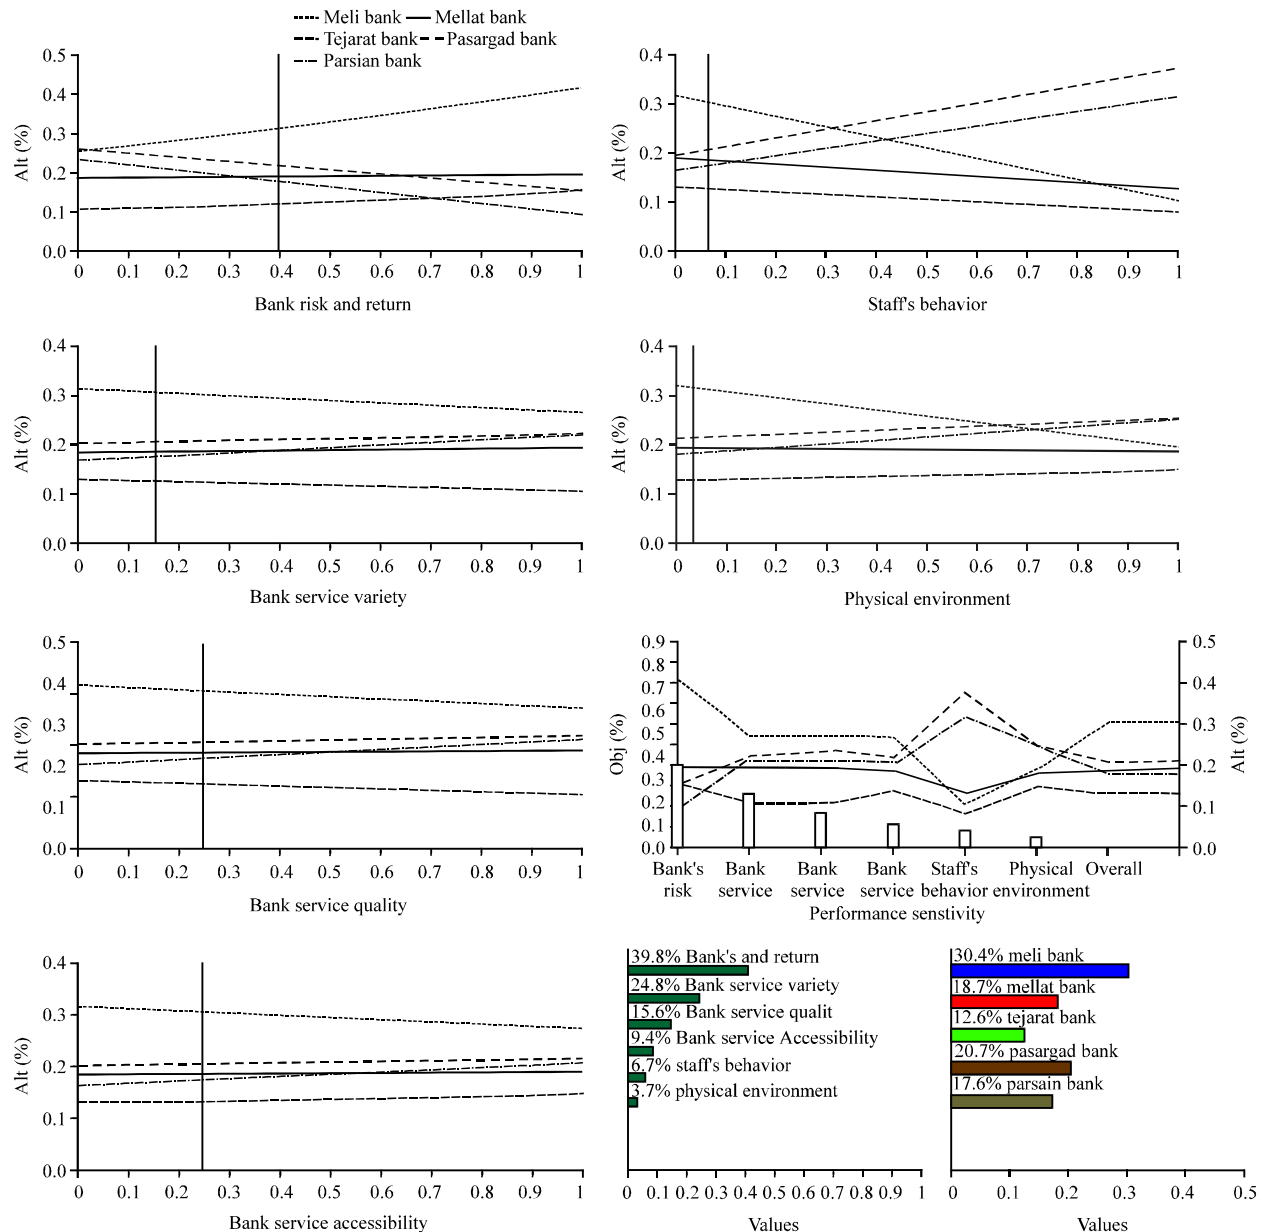 Meli bank Mellat bank
Tejarat bank Pasargad bank
Parsian bank
0.5
0.4
0.3
0.2
0.1
0.0
Alt (%)
0 0.1 0.2 0.3 0.4 0.5 0.6 0.7 0.8 0.9 1
Bank risk and return
0.4
0.3
0.2
0.1
0.0
Alt (%)
0 0.1 0.2 0.3 0.4 0.5 0.6 0.7 0.8 0.9 1
Staff's behavior
0.4
0.3
0.2
0.1
0.0
Alt (%)
0 0.1 0.2 0.3 0.4 0.5 0.6 0.7 0.8 0.9 1
Bank service variety
0.4
0.3
0.2
0.1
0.0
Alt (%)
0 0.1 0.2 0.3 0.4 0.5 0.6 0.7 0.8 0.9 1
Physical environment
0.5
0.4
0.3
0.2
0.1
0.0
Alt (%)
0 0.1 0.2 0.3 0.4 0.5 0.6 0.7 0.8 0.9 1
Bank service quality
0.9
0.8
0.7
0.6
0.5
0.4
0.3
0.2
0.1
0.0
Obj (%)
0.5
0.4
0.3
0.2
0.1
0.0
Alt (%)
Bank's Bank Bank Bank Staff's Physical Overall
risk service service service behavior environment
Performance senstivity
0.4
0.3
0.2
0.1
0.0
Alt (%)
0 0.1 0.2 0.3 0.4 0.5 0.6 0.7 0.8 0.9 1
Bank service accessibility
39.8% Bank's and return
24.8% Bank service variety
15.6% Bank service qualit
9.4% Bank service Accessibility
6.7% staff's behavior
3.7% physical environment
0 0.1 0.2 0.3 0.4 0.5 0.6 0.7 0.8 0.9 1
Values
30.4% meli bank
18.7% mellat bank
12.6% tejarat bank
20.7% pasargad bank
17.6% parsain bank
0 0.1 0.2 0.3 0.4 0.5
Values